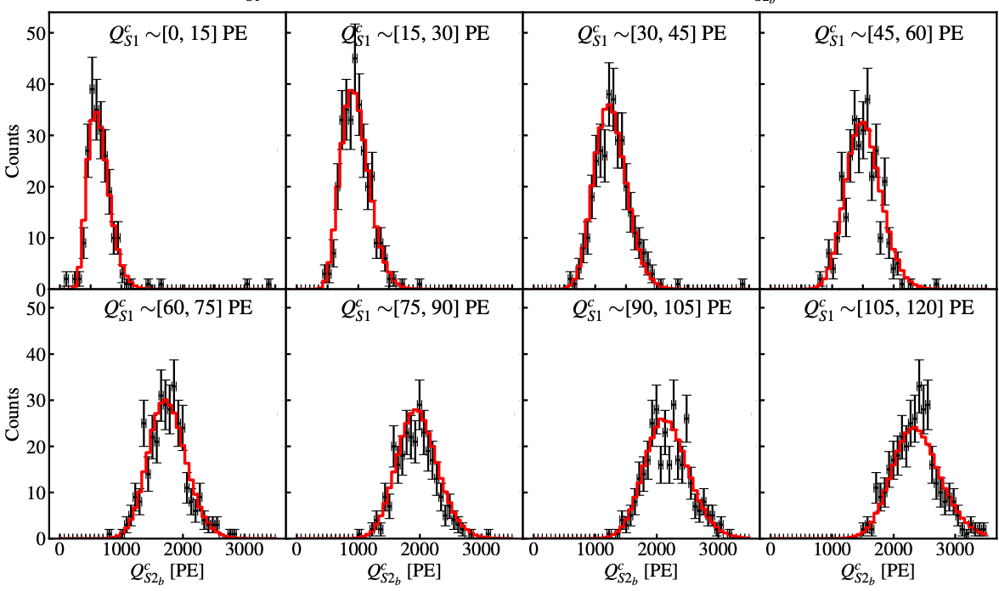 S1 S2_b
50 Q^c_{S1} ~[0, 15] PE Q^c_{S1} ~[15, 30] PE Q^c_{S1} ~[30, 45] PE Q^c_{S1} ~[45, 60] PE
40
30
Counts
20
10
0
50 Q^c_{S1} ~[60, 75] PE Q^c_{S1} ~[75, 90] PE Q^c_{S1} ~[90, 105] PE Q^c_{S1} ~[105, 120] PE
40
30
Counts
20
10
0
0 1000 2000 3000 0 1000 2000 3000 0 1000 2000 3000 0 1000 2000 3000
Q^c_{S2_b} [PE] Q^c_{S2_b} [PE] Q^c_{S2_b} [PE] Q^c_{S2_b} [PE]